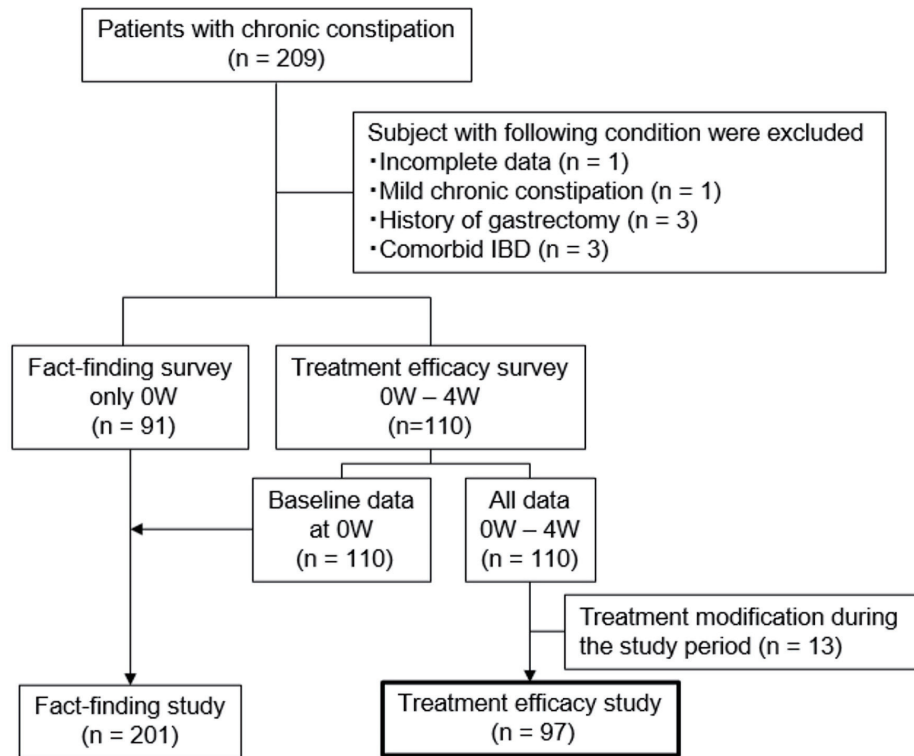 Patients with chronic constipation
(n = 209)
Subject with following condition were excluded
・Incomplete data (n = 1)
・Mild chronic constipation (n = 1)
・History of gastrectomy (n = 3)
・Comorbid IBD (n = 3)
Fact-finding survey
only 0W
(n = 91)
Treatment efficacy survey
0W – 4W
(n=110)
Baseline data
at 0W
(n = 110)
All data
0W – 4W
(n = 110)
Treatment modification during
the study period (n = 13)
Fact-finding study
(n = 201)
Treatment efficacy study
(n = 97)